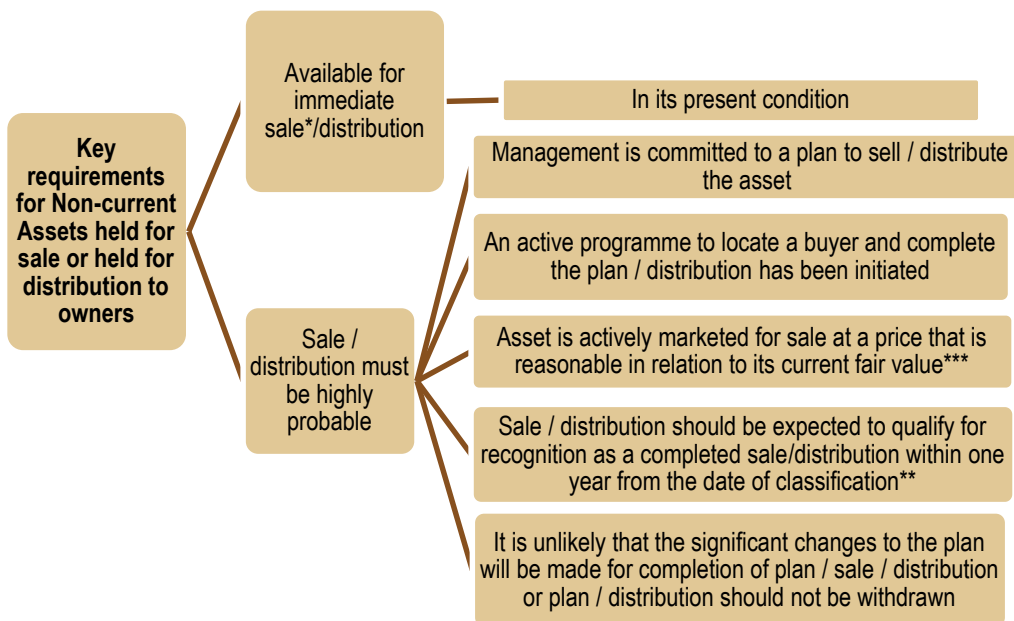 Key
requirements
for Non-current
Assets held for
sale or held for
distribution to
owners
Available for
immediate
sale*/distribution
In its present condition
Sale /
distribution must
be highly
probable
Management is committed to a plan to sell / distribute
the asset
An active programme to locate a buyer and complete
the plan / distribution has been initiated
Asset is actively marketed for sale at a price that is
reasonable in relation to its current fair value***
Sale / distribution should be expected to qualify for
recognition as a completed sale/distribution within one
year from the date of classification**
It is unlikely that the significant changes to the plan
will be made for completion of plan / sale / distribution
or plan / distribution should not be withdrawn